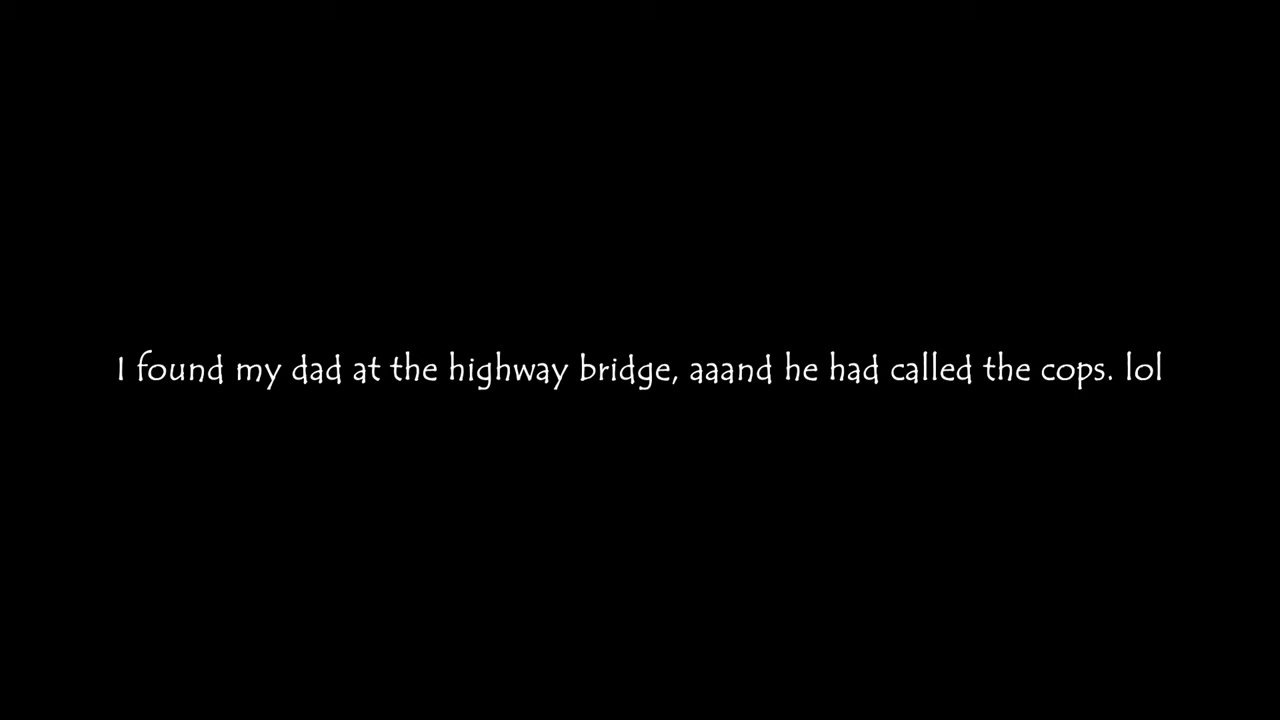 I found my dad at the highway bridge, aaand he had called the cops. lol